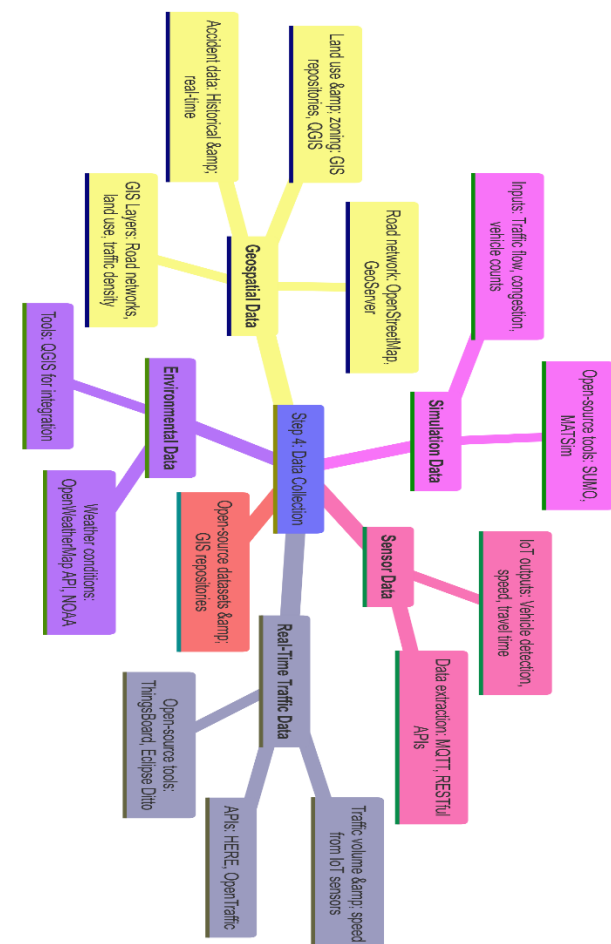 Step 4: Data Collection
Geospatial Data
Road network: OpenStreetMap,
GeoServer
Land use &amp; zoning: GIS
repositories, QGIS
Accident data: Historical &amp;
real-time
GIS Layers: Road networks,
land use, traffic density
Environmental Data
Tools: QGIS for integration
Weather conditions:
OpenWeatherMap API, NOAA
Open-source datasets &amp;
GIS repositories
Real-Time Traffic Data
Open-source tools:
ThingsBoard, Eclipse Ditto
APIs: HERE, OpenTraffic
Traffic volume &amp; speed
from IoT sensors
Sensor Data
Data extraction: MQTT, RESTful
APIs
IoT outputs: Vehicle detection,
speed, travel time
Simulation Data
Open-source tools: SUMO,
MATSim
Inputs: Traffic flow, congestion,
vehicle counts